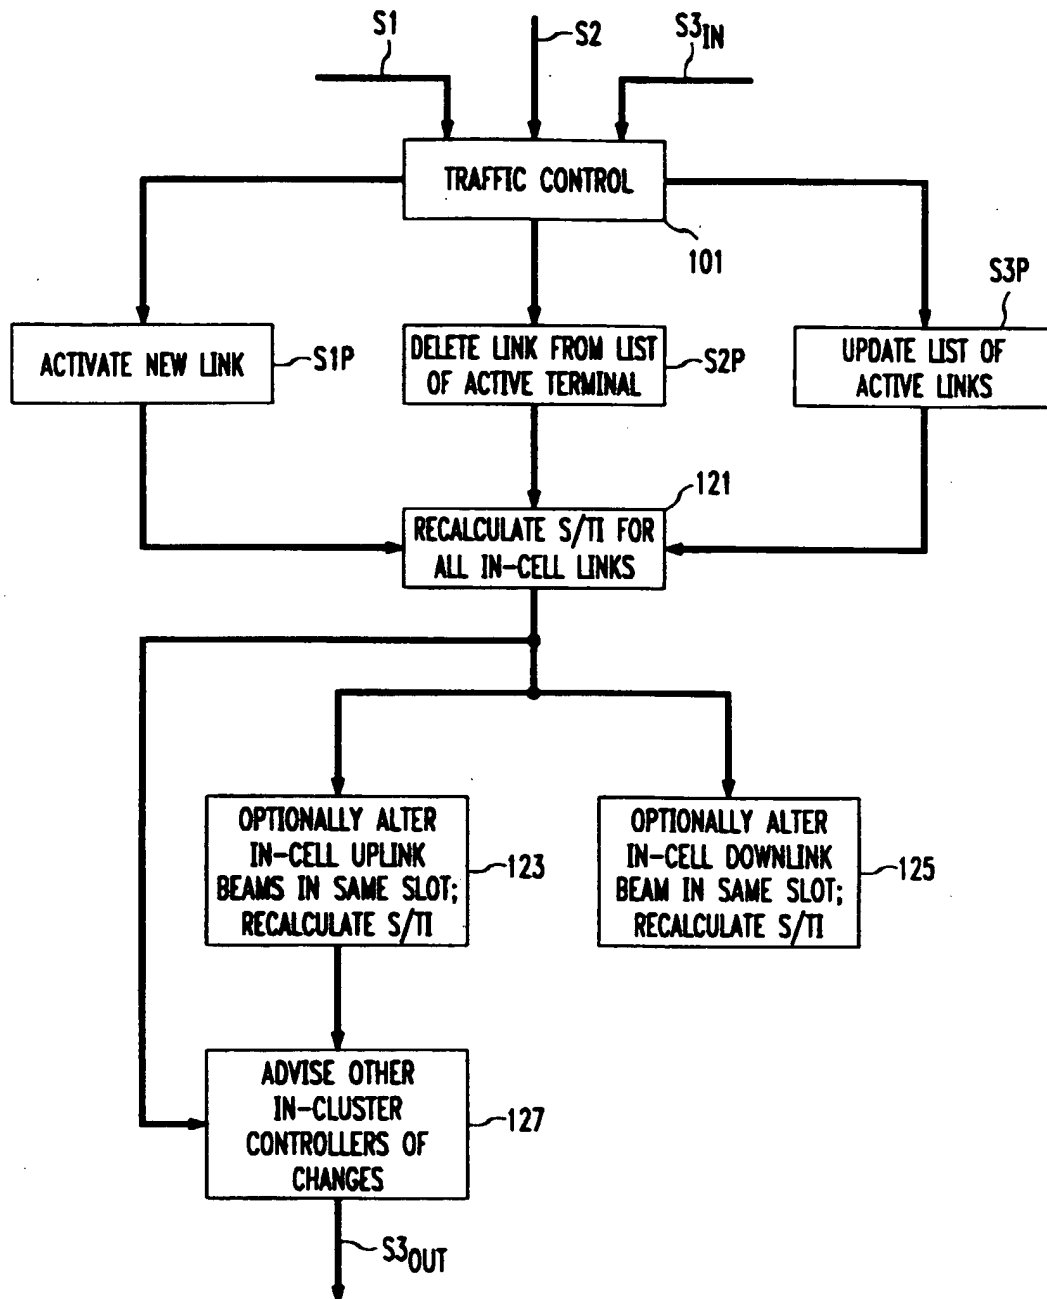 S1
S2
S3IN
TRAFFIC CONTROL
101
S3P
ACTIVATE NEW LINK
S1P
DELETE LINK FROM LIST
OF ACTIVE TERMINAL
S2P
UPDATE LIST OF
ACTIVE LINKS
121
RECALCULATE S/TI FOR
ALL IN-CELL LINKS
OPTIONALLY ALTER
IN-CELL UPLINK
BEAMS IN SAME SLOT;
RECALCULATE S/TI
123
OPTIONALLY ALTER
IN-CELL DOWNLINK
BEAM IN SAME SLOT;
RECALCULATE S/TI
125
ADVISE OTHER
IN-CLUSTER
CONTROLLERS OF
CHANGES
127
S3OUT